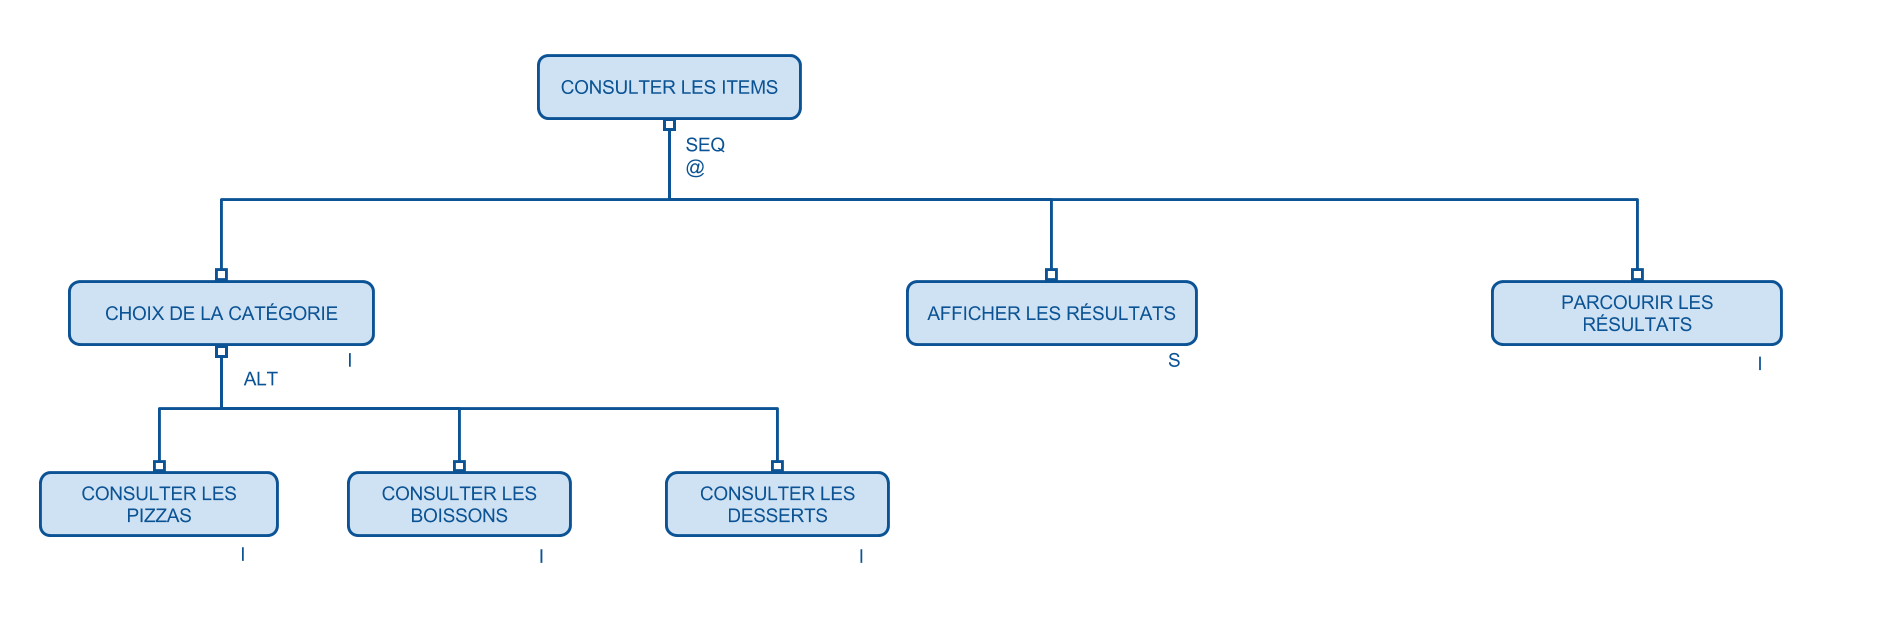 CONSULTER LES ITEMS
SEQ
@
CHOIX DE LA CATÉGORIE
I
AFFICHER LES RÉSULTATS
S
PARCOURIR LES
RÉSULTATS
I
ALT
CONSULTER LES
PIZZAS
I
CONSULTER LES
BOISSONS
I
CONSULTER LES
DESSERTS
I